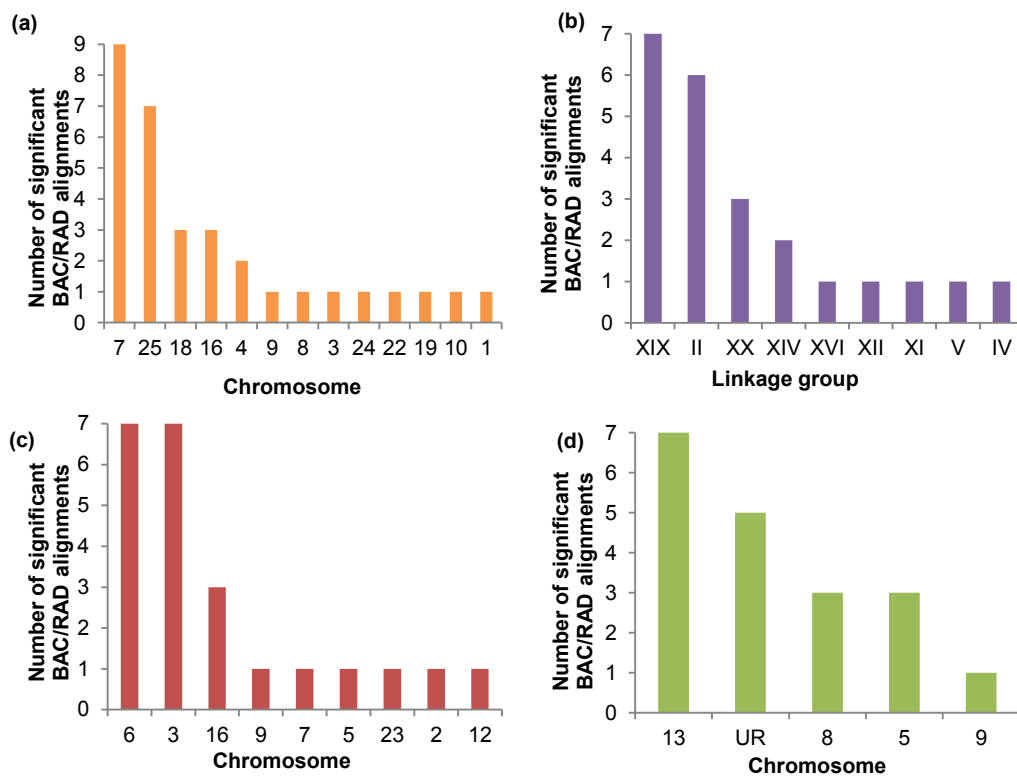 (a)
Number of significant
BAC/RAD alignments
9
8
7
6
5
4
3
2
1
0
7 25 18 16 4 9 8 3 24 22 19 10 1
Chromosome
(b)
Number of significant
BAC/RAD alignments
7
6
5
4
3
2
1
0
XIX II XX XIV XVI XII XI V IV
Linkage group
(c)
Number of significant
BAC/RAD alignments
7
6
5
4
3
2
1
0
6 3 16 9 7 5 23 2 12
Chromosome
(d)
Number of significant
BAC/RAD alignments
7
6
5
4
3
2
1
0
13 UR 8 5 9
Chromosome